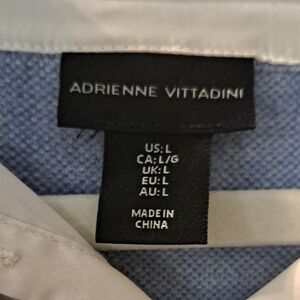 ADRIENNE VITTADINI
US: L
CA: L/G
UK: L
EU: L
AU: L
MADE IN
CHINA